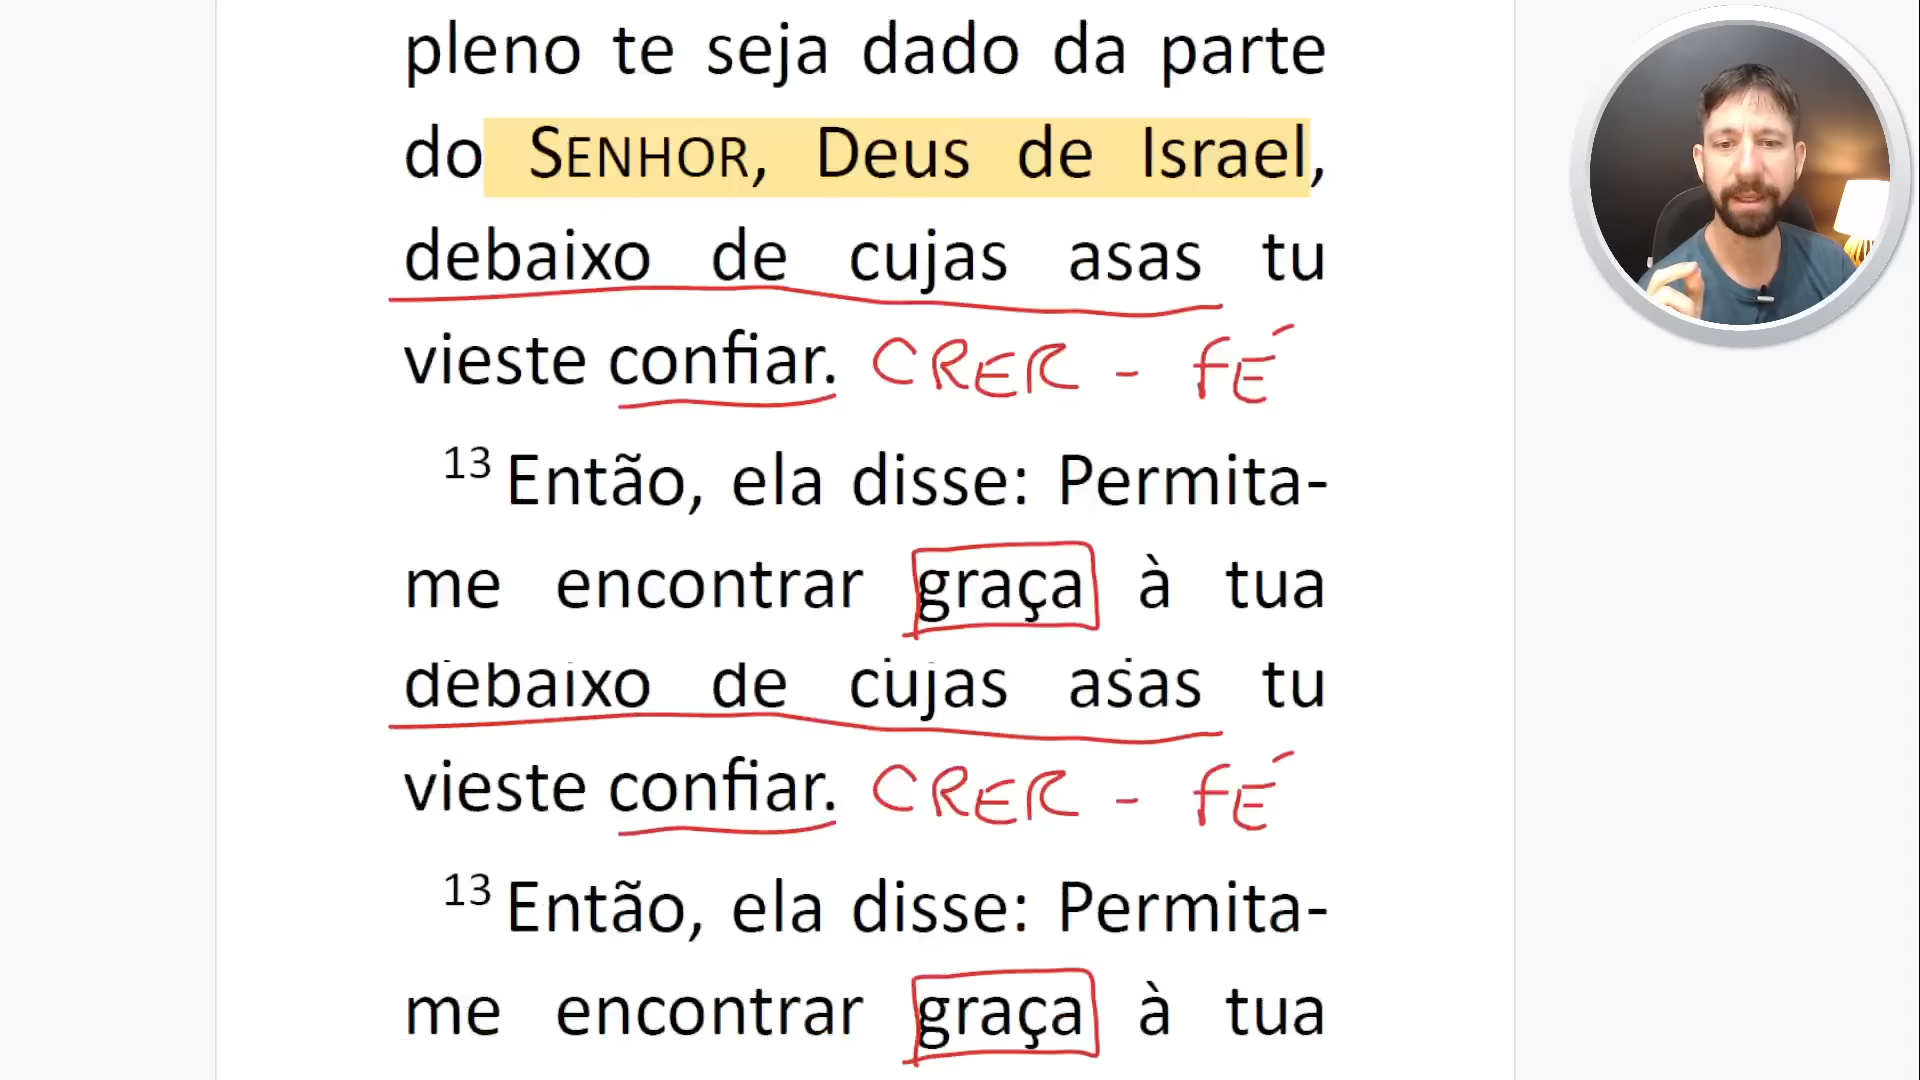 pleno te seja dado da parte
do SENHOR, Deus de Israel,
debaixo de cujas asas tu
vieste confiar. CRER - FÉ
13 Então, ela disse: Permita-
me encontrar graça à tua
debaixo de cujas asas tu
vieste confiar. CRER - FÉ
13 Então, ela disse: Permita-
me encontrar graça à tua